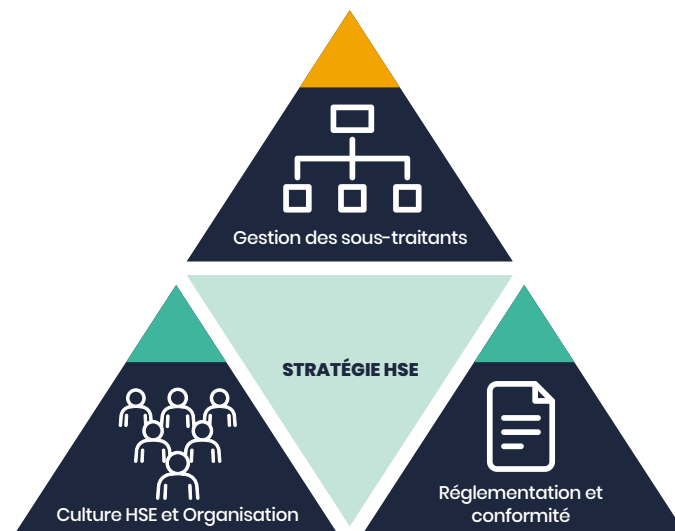 Gestion des sous-traitants
STRATÉGIE HSE
Culture HSE et Organisation
Réglementation et
conformité